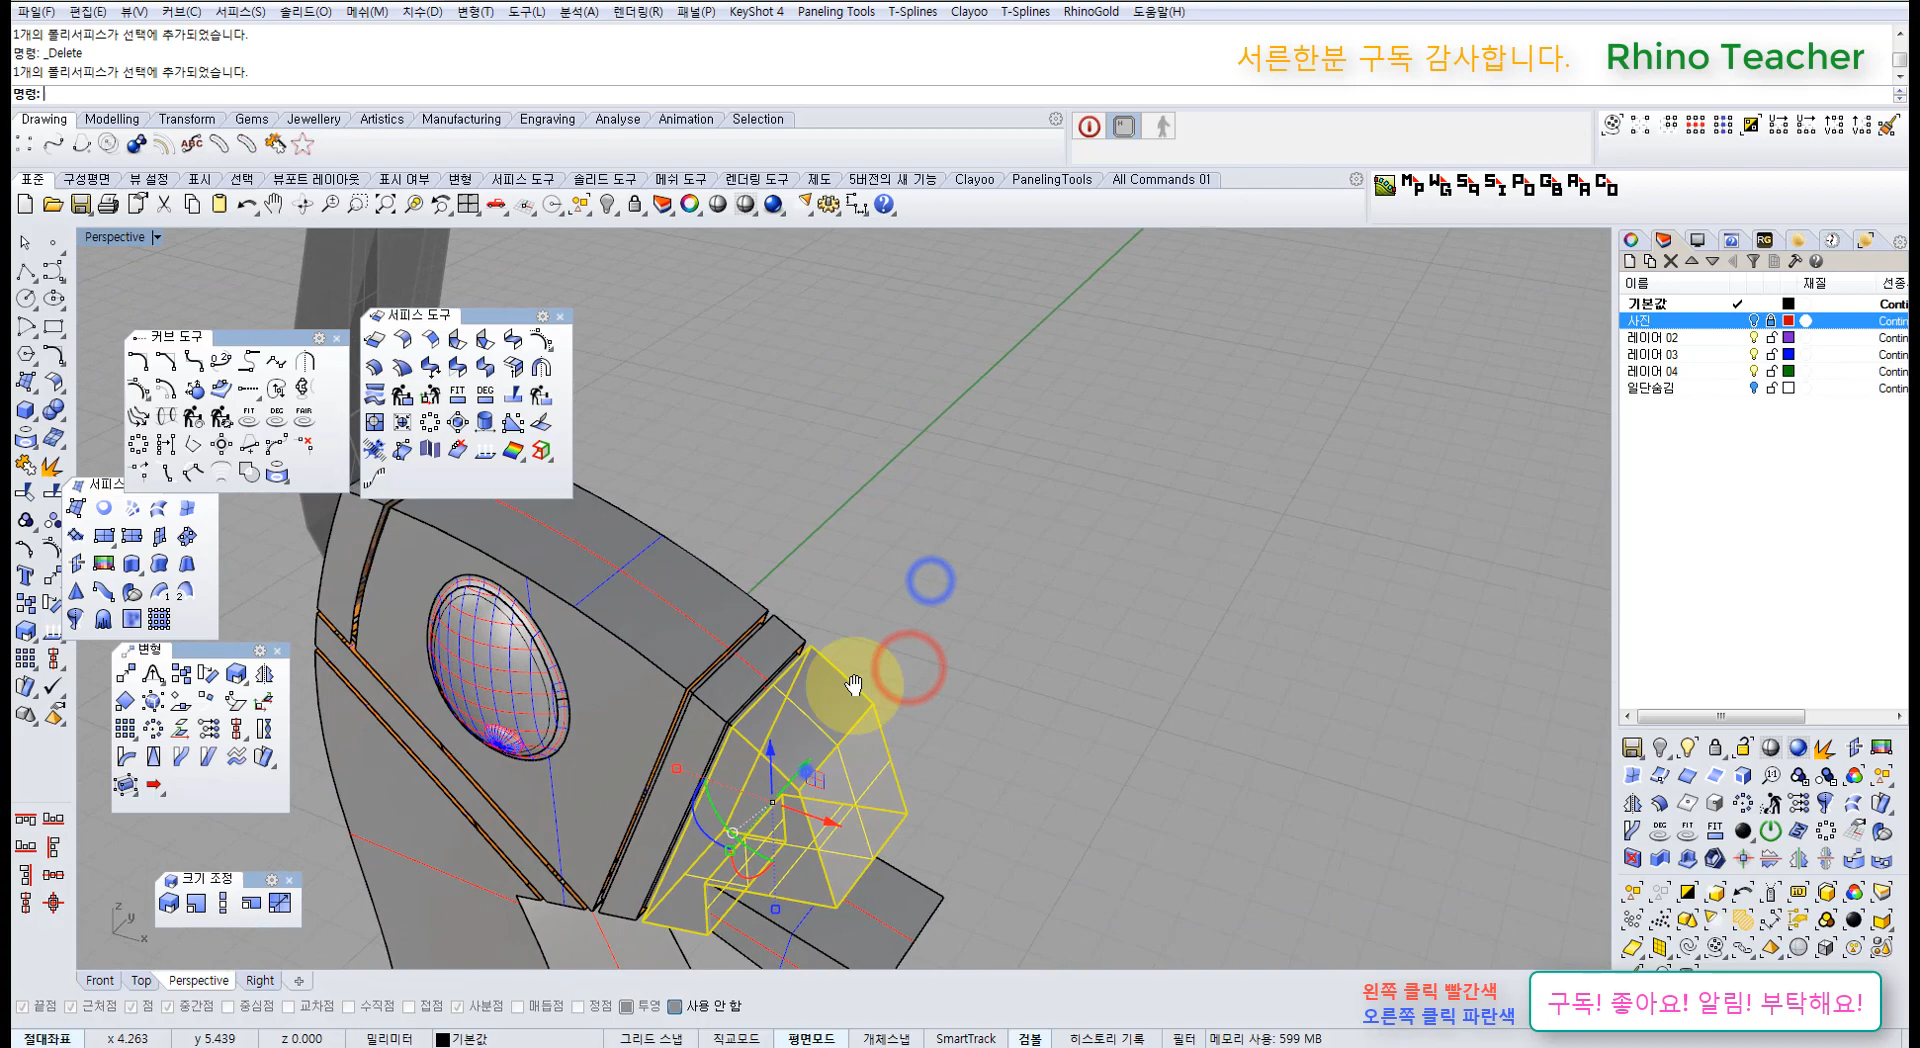 파일(F) 편집(E) 뷰(V) 커브(C) 서피스(S) 솔리드(O) 메쉬(M) 치수(D) 변형(T) 도구(L) 분석(A) 렌더링(R) 패널(P) KeyShot 4 Paneling Tools T-Splines Clayoo T-Splines RhinoGold 도움말(H)
1개의 폴리서피스가 선택에 추가되었습니다.
명령: _Delete
1개의 폴리서피스가 선택에 추가되었습니다.
명령:
서른한분 구독 감사합니다. Rhino Teacher
Drawing Modelling Transform Gems Jewellery Artistics Manufacturing Engraving Analyse Animation Selection
표준 구성평면 뷰 설정 표시 선택 뷰포트 레이아웃 표시 여부 변형 서피스 도구 솔리드 도구 메쉬 도구 렌더링 도구 제도 5버전의 새 기능 Clayoo PanelingTools All Commands 01
Perspective
커브 도구
서피스 도구
서피스
변형
크기 조정
이름 재질 선종
기본값 Conti
사진 Contin
레이어 02 Contin
레이어 03 Contin
레이어 04 Contin
일단숨김 Contin
Front Top Perspective Right
끝점 근처점 점 중간점 중심점 교차점 수직점 접점 사분점 매듭점 정점 투영 사용 안 함
왼쪽 클릭 빨간색
오른쪽 클릭 파란색
구독! 좋아요! 알림! 부탁해요!
절대좌표 x 4.263 y 5.439 z 0.000 밀리미터 기본값 그리드 스냅 직교모드 평면모드 개체스냅 SmartTrack 검볼 히스토리 기록 필터 메모리 사용: 599 MB